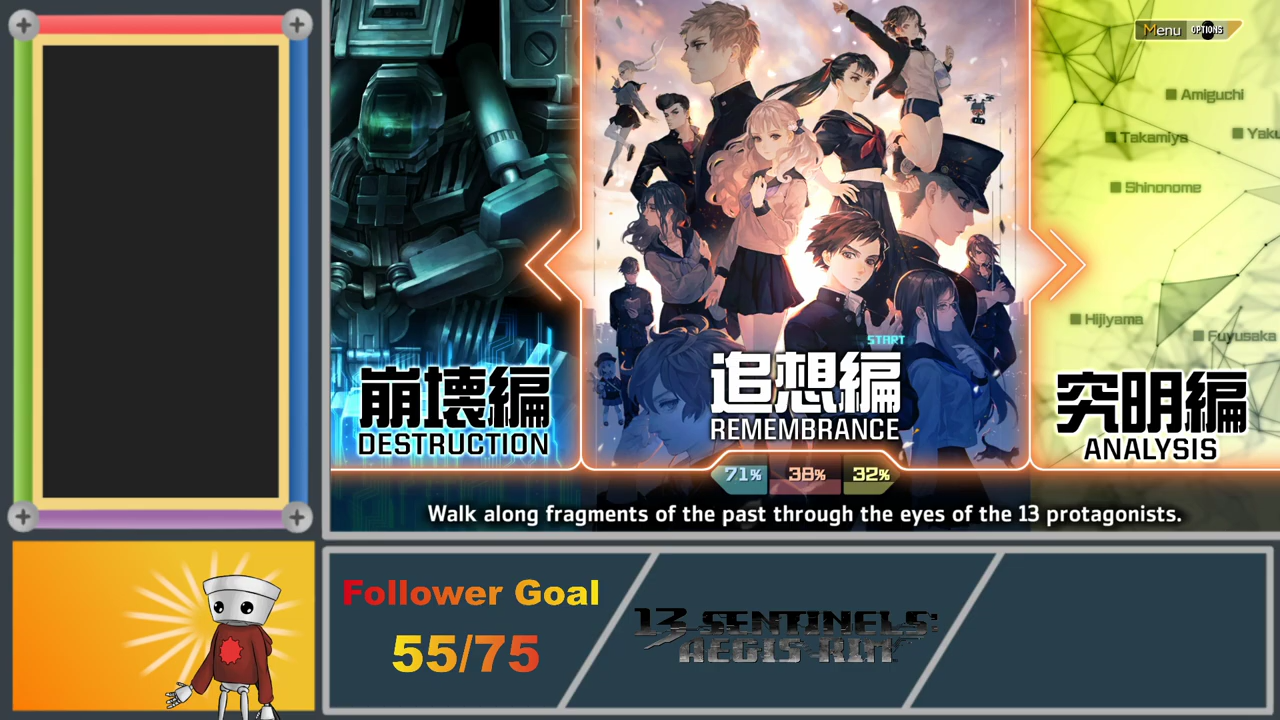 Menu OPTIONS
Amiguchi
Takamiya
Yaku
Shinonome
Hijiyama
Fuyusaka
START
崩壊編
DESTRUCTION
追想編
REMEMBRANCE
究明編
ANALYSIS
71% 38% 32%
Walk along fragments of the past through the eyes of the 13 protagonists.
Follower Goal
55/75
13 SENTINELS:
AEGIS RIM